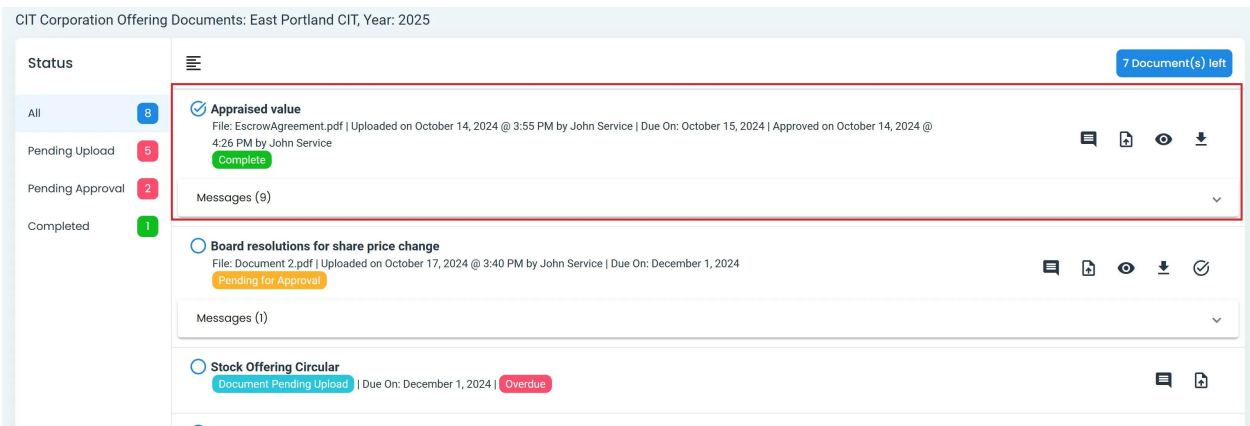 CIT Corporation Offering Documents: East Portland CIT, Year: 2025
Status
7 Document(s) left
All 8
Pending Upload 5
Pending Approval 2
Completed 1
Appraised value
File: EscrowAgreement.pdf | Uploaded on October 14, 2024 @ 3:55 PM by John Service | Due On: October 15, 2024 | Approved on October 14, 2024 @
4:26 PM by John Service
Complete
Messages (9)
Board resolutions for share price change
File: Document 2.pdf | Uploaded on October 17, 2024 @ 3:40 PM by John Service | Due On: December 1, 2024
Pending for Approval
Messages (1)
Stock Offering Circular
Document Pending Upload | Due On: December 1, 2024 | Overdue